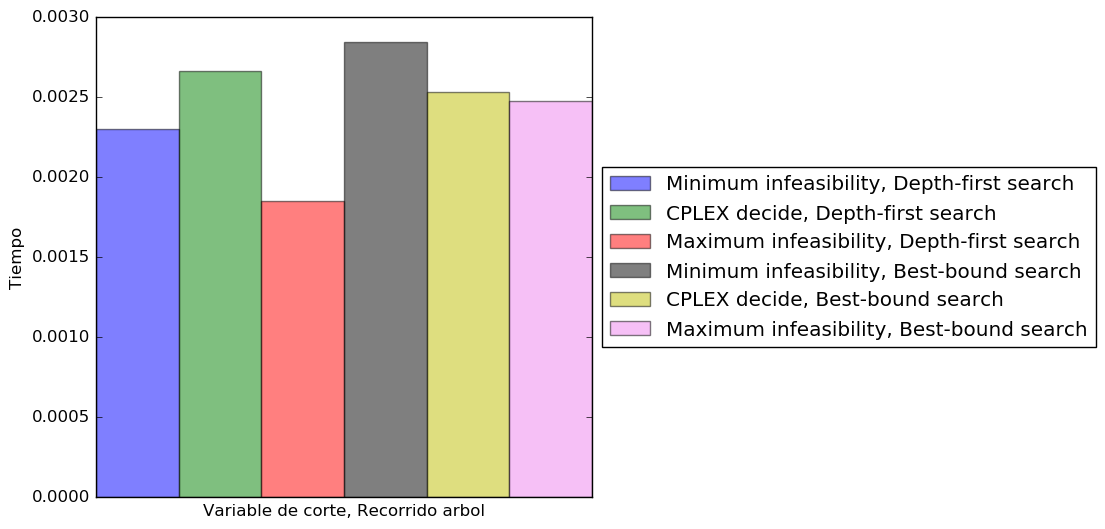 0.0030
0.0025
0.0020
0.0015
0.0010
0.0005
0.0000
Tiempo
Variable de corte, Recorrido arbol
Minimum infeasibility, Depth-first search
CPLEX decide, Depth-first search
Maximum infeasibility, Depth-first search
Minimum infeasibility, Best-bound search
CPLEX decide, Best-bound search
Maximum infeasibility, Best-bound search